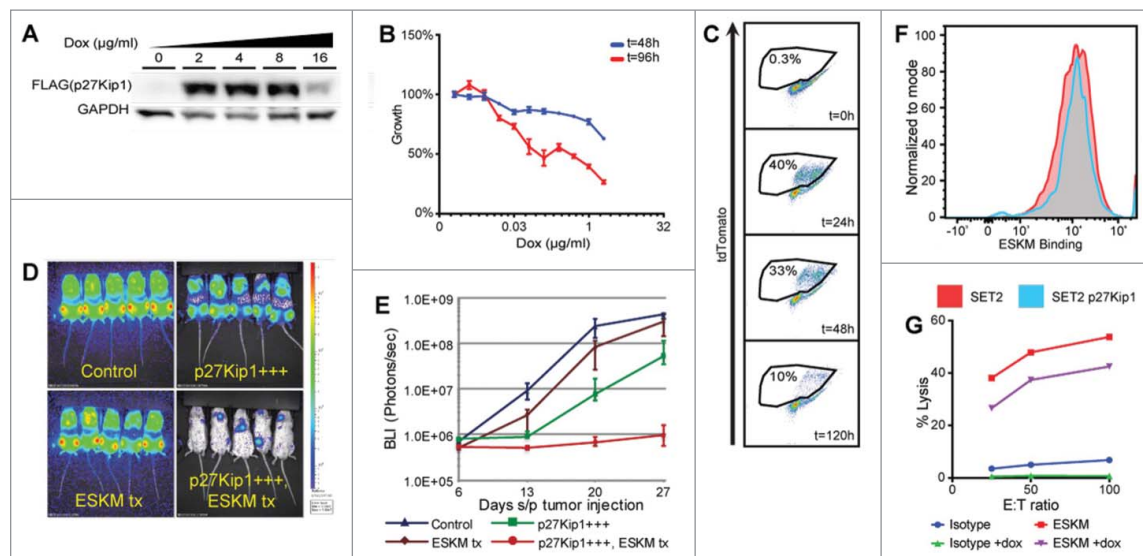 A
Dox (µg/ml)
0 2 4 8 16
FLAG(p27Kip1)
GAPDH
B
150%
100%
50%
0%
Growth
t=48h
t=96h
0 0.03 1 32
Dox (µg/ml)
C
tdTomato
0.3%
t=0h
40%
t=24h
33%
t=48h
10%
t=120h
D
Control
p27Kip1+++
ESKM tx
p27Kip1+++,
ESKM tx
E
BLI (Photons/sec)
1.0E+09
1.0E+08
1.0E+07
1.0E+06
1.0E+05
6 13 20 27
Days s/p tumor injection
Control p27Kip1+++
ESKM tx p27Kip1+++, ESKM tx
F
Normalized to mode
100
80
60
40
20
0
ESKM Binding
SET2 SET2 p27Kip1
G
% Lysis
60
40
20
0
0 50 100
E:T ratio
Isotype ESKM
Isotype +dox ESKM +dox